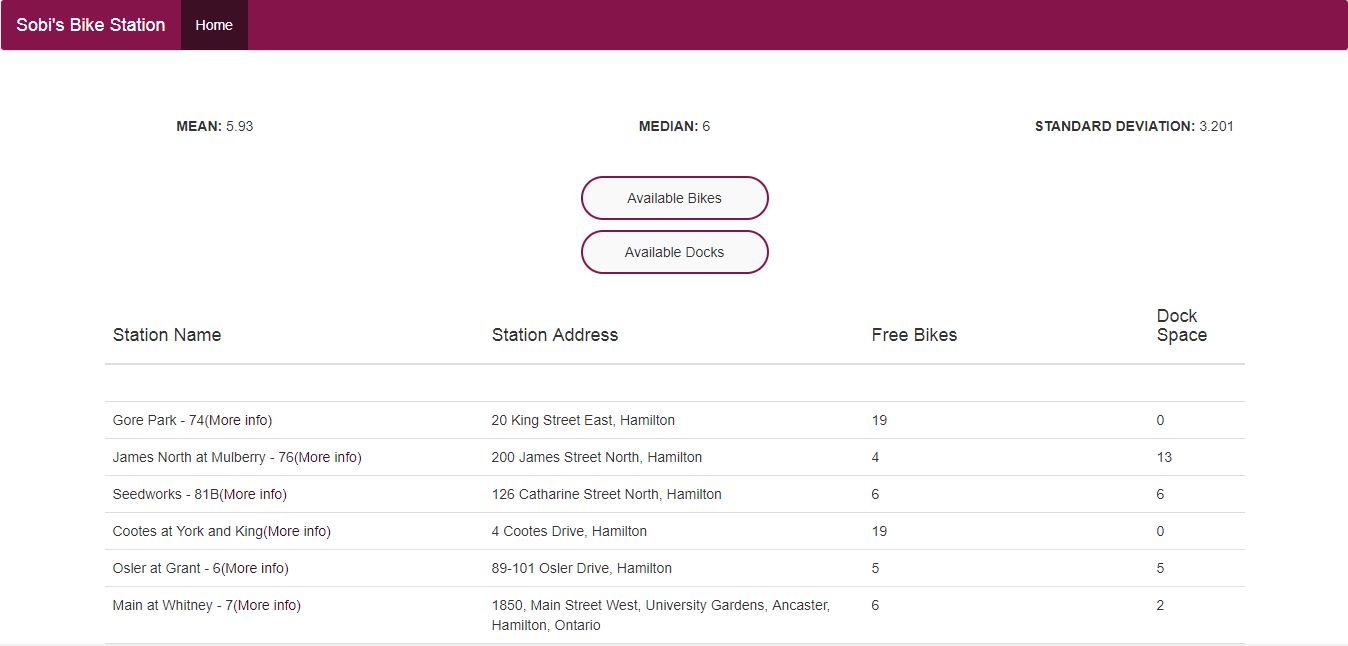 Sobi's Bike Station Home
MEAN: 5.93 MEDIAN: 6 STANDARD DEVIATION: 3.201
Available Bikes
Available Docks
Station Name Station Address Free Bikes Dock Space
Gore Park - 74(More info) 20 King Street East, Hamilton 19 0
James North at Mulberry - 76(More info) 200 James Street North, Hamilton 4 13
Seedworks - 81B(More info) 126 Catharine Street North, Hamilton 6 6
Cootes at York and King(More info) 4 Cootes Drive, Hamilton 19 0
Osler at Grant - 6(More info) 89-101 Osler Drive, Hamilton 5 5
Main at Whitney - 7(More info) 1850, Main Street West, University Gardens, Ancaster, 6 2
Hamilton, Ontario